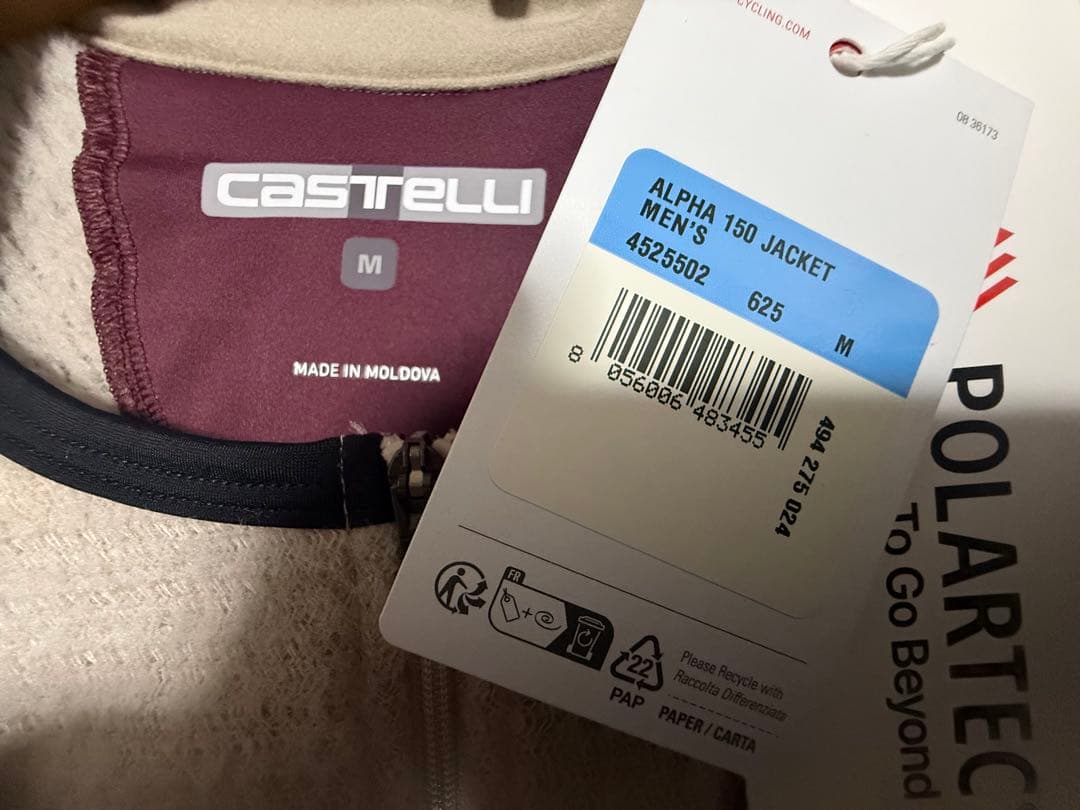 CASTELLI
M
MADE IN MOLDOVA
CYCLING.COM
08 36173
ALPHA 150 JACKET
MEN'S
4525502 625 M
8 056006 483455
494 275 024
FR
22
PAP
Please Recycle with
Raccolta Differenziata
PAPER / CARTA
POLARTEC
To Go Beyond